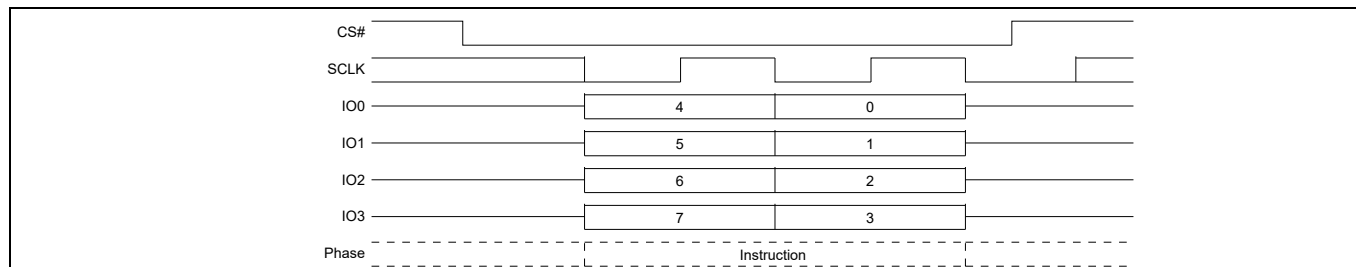 CS#
SCLK
IO0 4 0
IO1 5 1
IO2 6 2
IO3 7 3
Phase Instruction